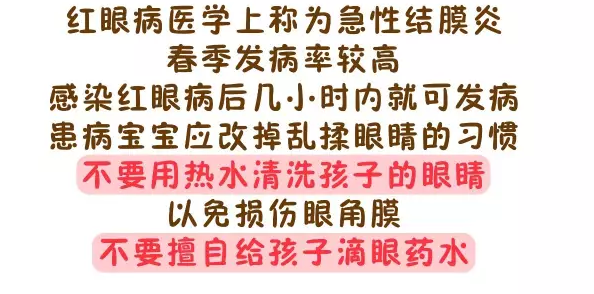 红眼病医学上称为急性结膜炎
春季发病率较高
感染红眼病后几小时内就可发病
患病宝宝应改掉乱揉眼睛的习惯
不要用热水清洗孩子的眼睛
以免损伤眼角膜
不要擅自给孩子滴眼药水